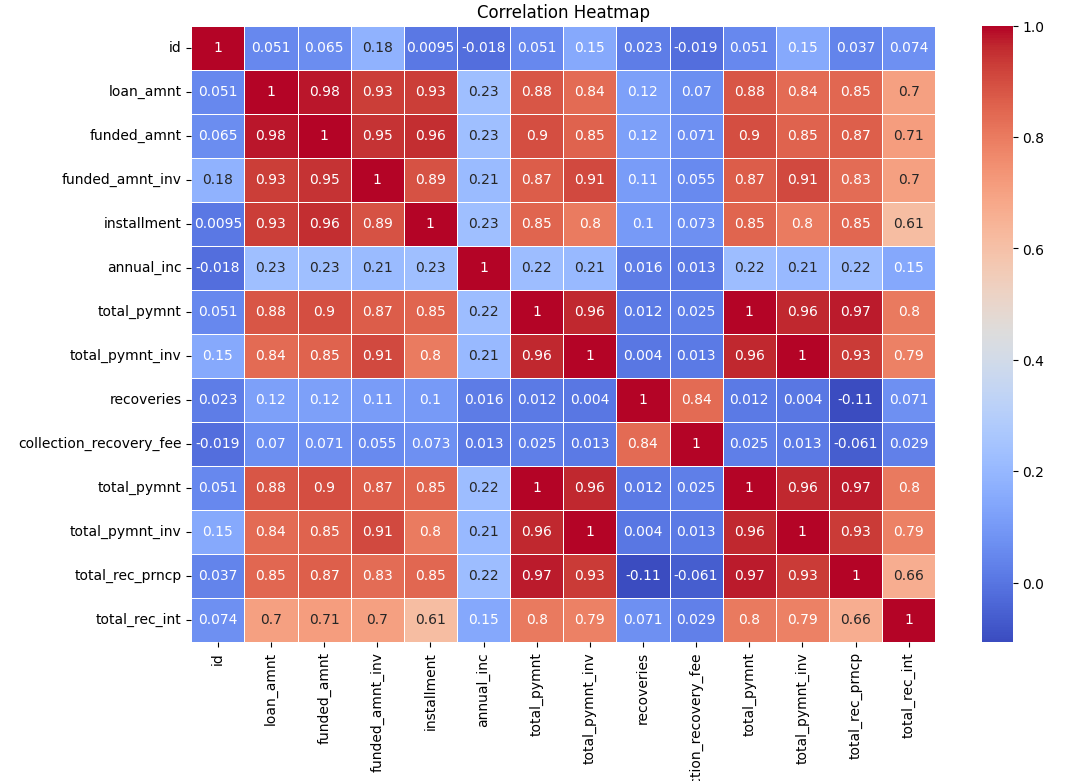 Correlation Heatmap
id 1 0.051 0.065 0.18 0.0095 -0.018 0.051 0.15 0.023 -0.019 0.051 0.15 0.037 0.074
loan_amnt 0.051 1 0.98 0.93 0.93 0.23 0.88 0.84 0.12 0.07 0.88 0.84 0.85 0.7
funded_amnt 0.065 0.98 1 0.95 0.96 0.23 0.9 0.85 0.12 0.071 0.9 0.85 0.87 0.71
funded_amnt_inv 0.18 0.93 0.95 1 0.89 0.21 0.87 0.91 0.11 0.055 0.87 0.91 0.83 0.7
installment 0.0095 0.93 0.96 0.89 1 0.23 0.85 0.8 0.1 0.073 0.85 0.8 0.85 0.61
annual_inc -0.018 0.23 0.23 0.21 0.23 1 0.22 0.21 0.016 0.013 0.22 0.21 0.22 0.15
total_pymnt 0.051 0.88 0.9 0.87 0.85 0.22 1 0.96 0.012 0.025 1 0.96 0.97 0.8
total_pymnt_inv 0.15 0.84 0.85 0.91 0.8 0.21 0.96 1 0.004 0.013 0.96 1 0.93 0.79
recoveries 0.023 0.12 0.12 0.11 0.1 0.016 0.012 0.004 1 0.84 0.012 0.004 -0.11 0.071
collection_recovery_fee -0.019 0.07 0.071 0.055 0.073 0.013 0.025 0.013 0.84 1 0.025 0.013 -0.061 0.029
total_pymnt 0.051 0.88 0.9 0.87 0.85 0.22 1 0.96 0.012 0.025 1 0.96 0.97 0.8
total_pymnt_inv 0.15 0.84 0.85 0.91 0.8 0.21 0.96 1 0.004 0.013 0.96 1 0.93 0.79
total_rec_prncp 0.037 0.85 0.87 0.83 0.85 0.22 0.97 0.93 -0.11 -0.061 0.97 0.93 1 0.66
total_rec_int 0.074 0.7 0.71 0.7 0.61 0.15 0.8 0.79 0.071 0.029 0.8 0.79 0.66 1
id
loan_amnt
funded_amnt
funded_amnt_inv
installment
annual_inc
total_pymnt
total_pymnt_inv
recoveries
ction_recovery_fee
total_pymnt
total_pymnt_inv
total_rec_prncp
total_rec_int
1.0
0.8
0.6
0.4
0.2
0.0